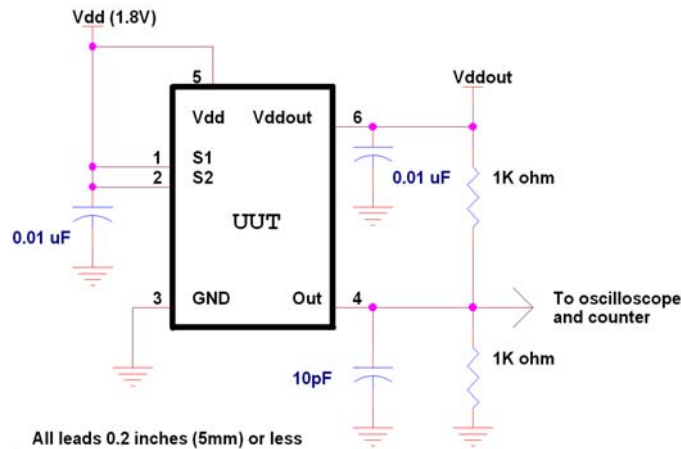 Vdd (1.8V)
Vddout
5
6
Vdd Vddout
1
S1
2
S2
0.01 uF
1K ohm
0.01 uF
UUT
3
GND
Out
4
To oscilloscope
and counter
10pF
1K ohm
All leads 0.2 inches (5mm) or less